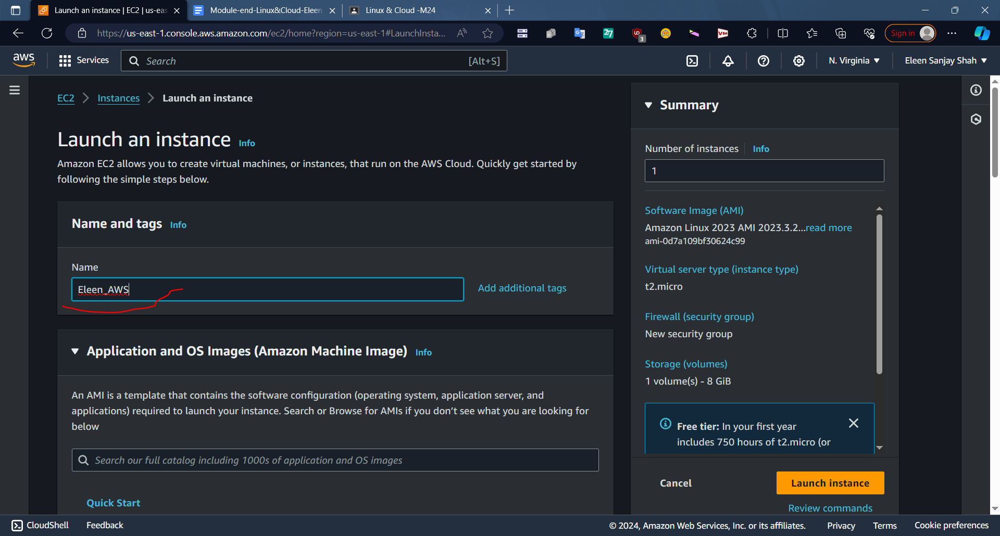 Launch an instance | EC2 | us-eas
Module-end-Linux&Cloud-Eleen
Linux & Cloud -M24
https://us-east-1.console.aws.amazon.com/ec2/home?region=us-east-1#LaunchInsta...
27
3
VM
Sign in
aws
Services
Search
[Alt+S]
N. Virginia
Eleen Sanjay Shah
EC2
Instances
Launch an instance
Launch an instance
Info
Amazon EC2 allows you to create virtual machines, or instances, that run on the AWS Cloud. Quickly get started by
following the simple steps below.
Name and tags
Info
Name
Eleen_AWS
Add additional tags
Application and OS Images (Amazon Machine Image)
Info
An AMI is a template that contains the software configuration (operating system, application server, and
applications) required to launch your instance. Search or Browse for AMIs if you don't see what you are looking for
below
Search our full catalog including 1000s of application and OS images
Quick Start
Summary
Number of instances
Info
1
Software Image (AMI)
Amazon Linux 2023 AMI 2023.3.2...read more
ami-0d7a109bf30624c99
Virtual server type (instance type)
t2.micro
Firewall (security group)
New security group
Storage (volumes)
1 volume(s) - 8 GiB
Free tier: In your first year
includes 750 hours of t2.micro (or
Cancel
Launch instance
Review commands
CloudShell
Feedback
© 2024, Amazon Web Services, Inc. or its affiliates.
Privacy
Terms
Cookie preferences